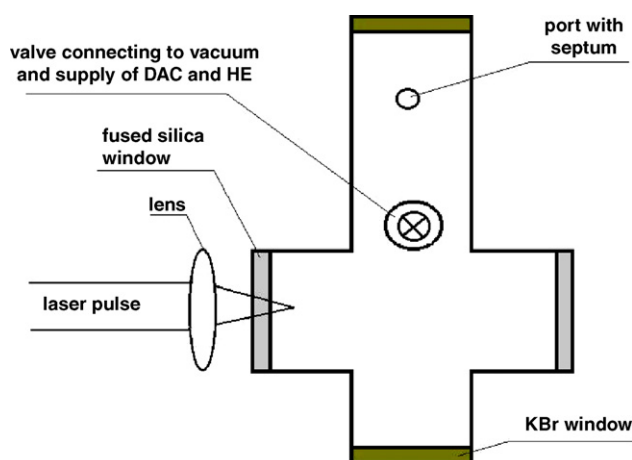 valve connecting to vacuum
and supply of DAC and HE
port with
septum
fused silica
window
lens
laser pulse
KBr window